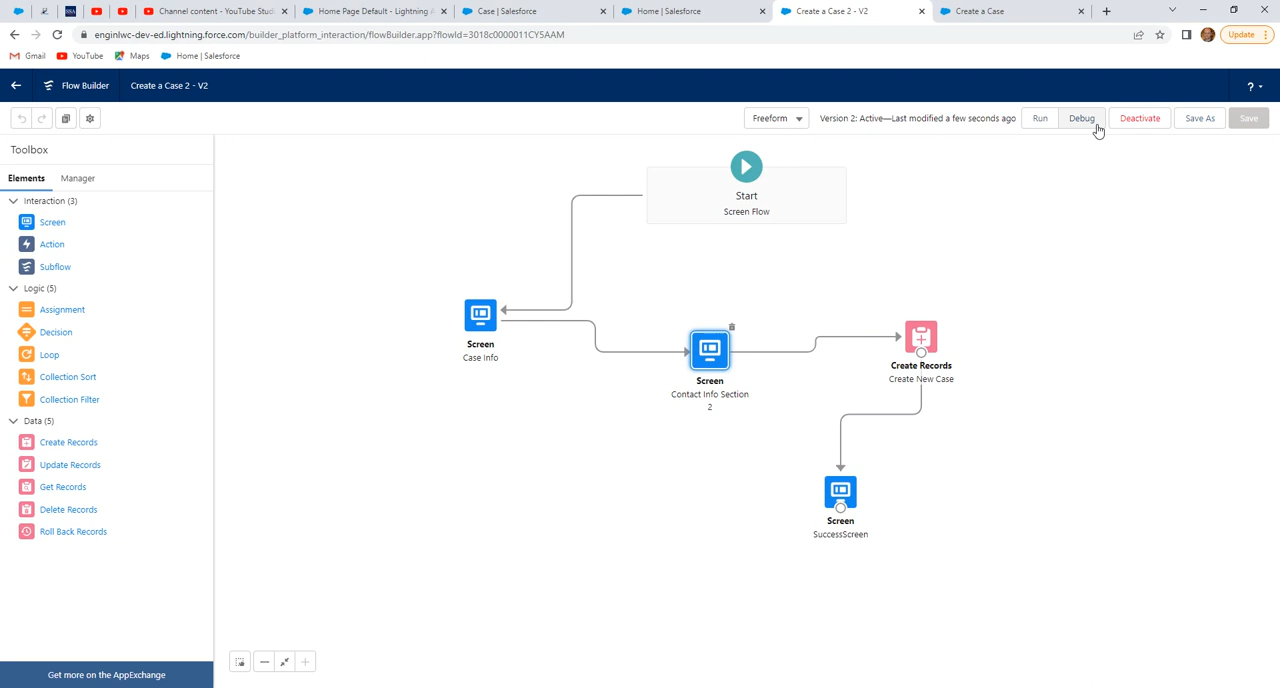 SSA
Channel content - YouTube Stud
Home Page Default - Lightning A
Case | Salesforce
Home | Salesforce
Create a Case 2 - V2
Create a Case
enginlwc-dev-ed.lightning.force.com/builder_platform_interaction/flowBuilder.app?flowId=3018c0000011CY5AAM
Update
Gmail
YouTube
Maps
Home | Salesforce
Flow Builder
Create a Case 2 - V2
?
Freeform
Version 2: Active—Last modified a few seconds ago
Run
Debug
Deactivate
Save As
Save
Toolbox
Elements
Manager
Interaction (3)
Screen
Action
Subflow
Logic (5)
Assignment
Decision
Loop
Collection Sort
Collection Filter
Data (5)
Create Records
Update Records
Get Records
Delete Records
Roll Back Records
Get more on the AppExchange
Start
Screen Flow
Screen
Case Info
Screen
Contact Info Section
2
Create Records
Create New Case
Screen
SuccessScreen